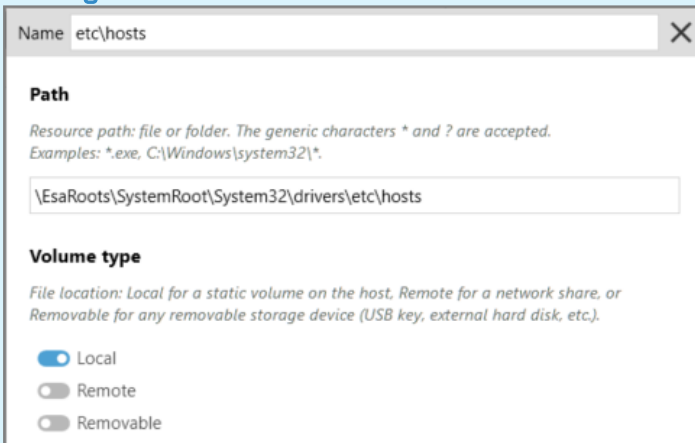 Name etc\hosts
Path
Resource path: file or folder. The generic characters * and ? are accepted.
Examples: *.exe, C:\Windows\system32\*.
\EsaRoots\SystemRoot\System32\drivers\etc\hosts
Volume type
File location: Local for a static volume on the host, Remote for a network share, or
Removable for any removable storage device (USB key, external hard disk, etc.).
Local
Remote
Removable